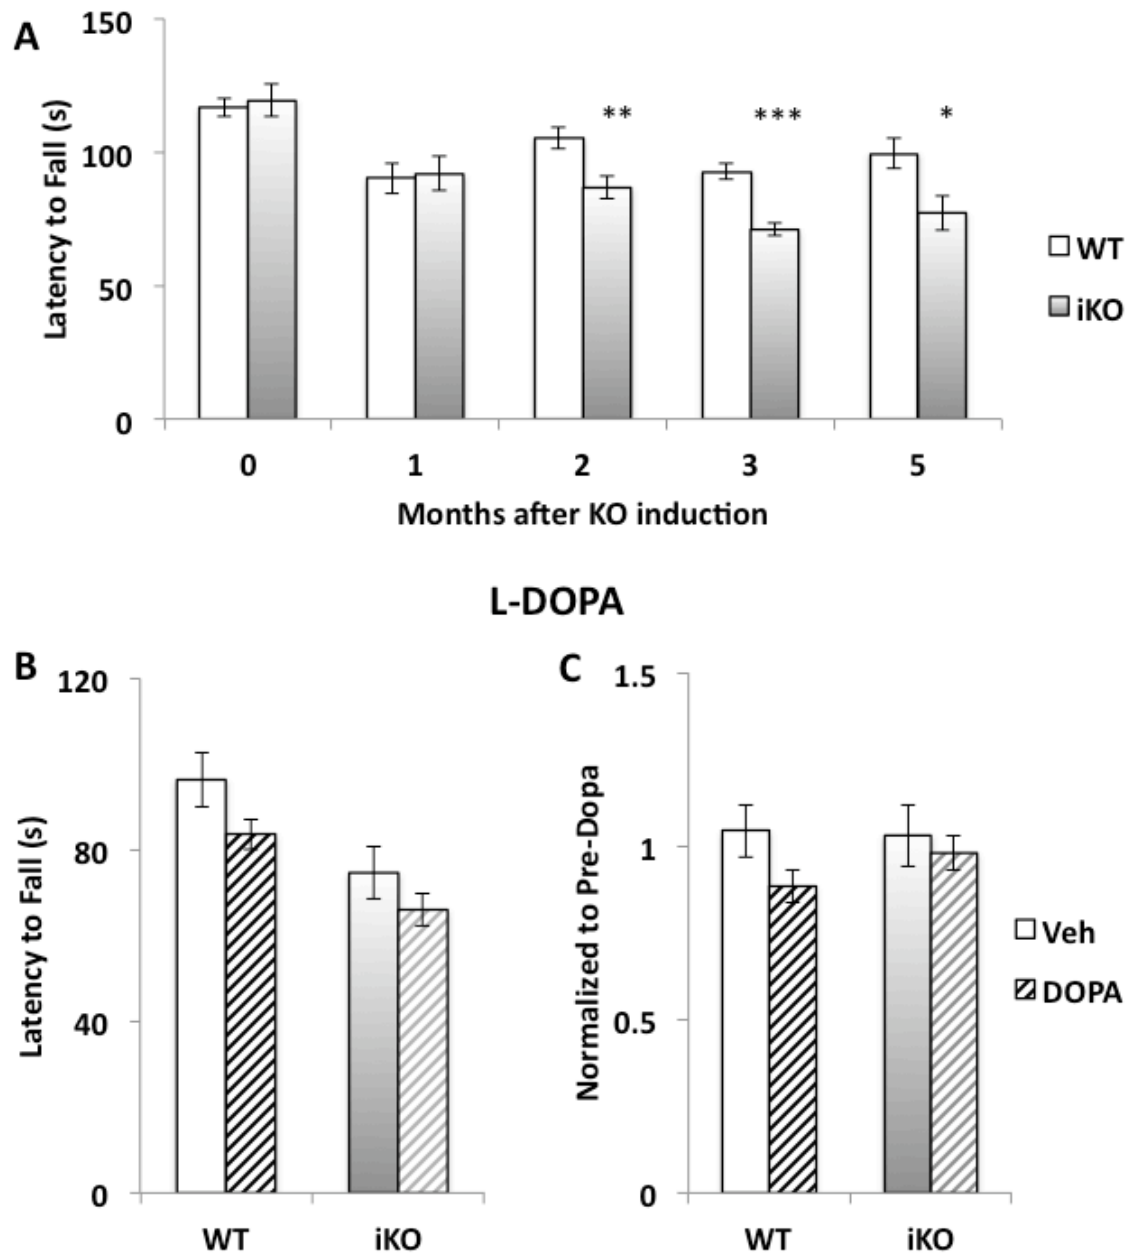 A
150
100
50
0
Latency to Fall (s)
** *** *
WT
iKO
0 1 2 3 5
Months after KO induction
L-DOPA
B
120
80
40
0
Latency to Fall (s)
WT iKO
C
1.5
1
0.5
0
Normalized to Pre-Dopa
WT iKO
Veh
DOPA